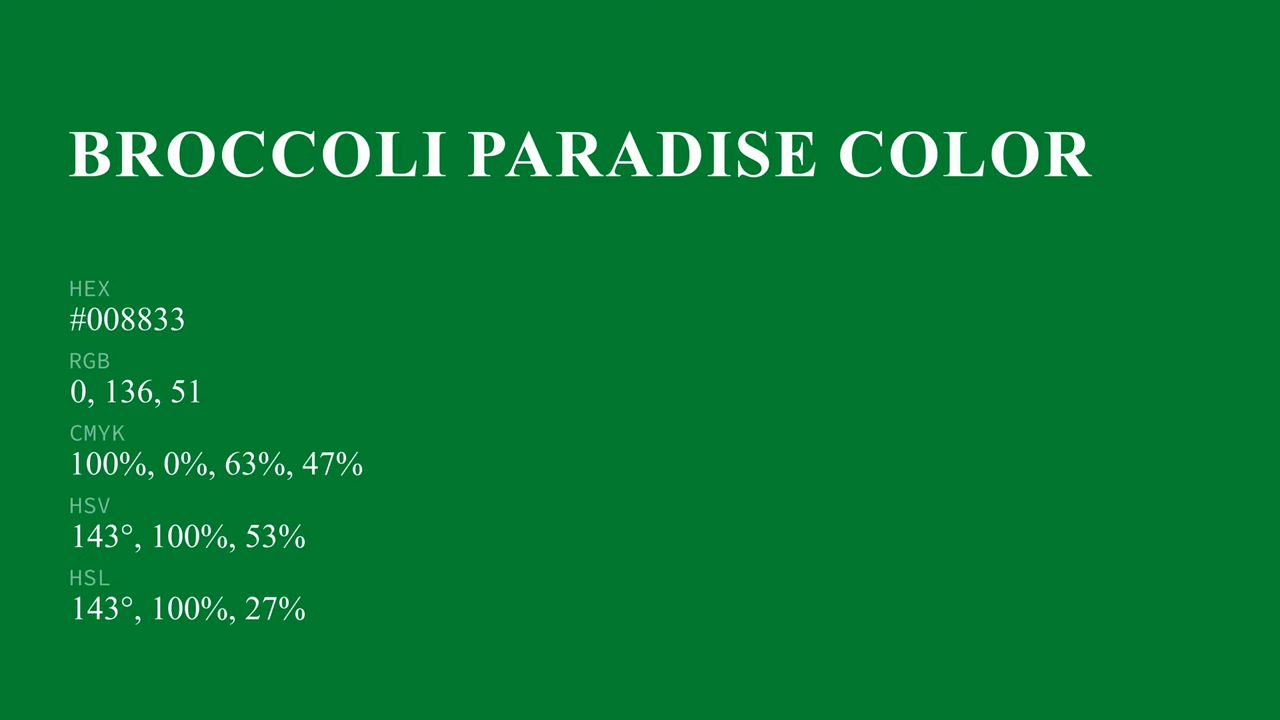 BROCCOLI PARADISE COLOR
HEX
#008833
RGB
0, 136, 51
CMYK
100%, 0%, 63%, 47%
HSV
143°, 100%, 53%
HSL
143°, 100%, 27%